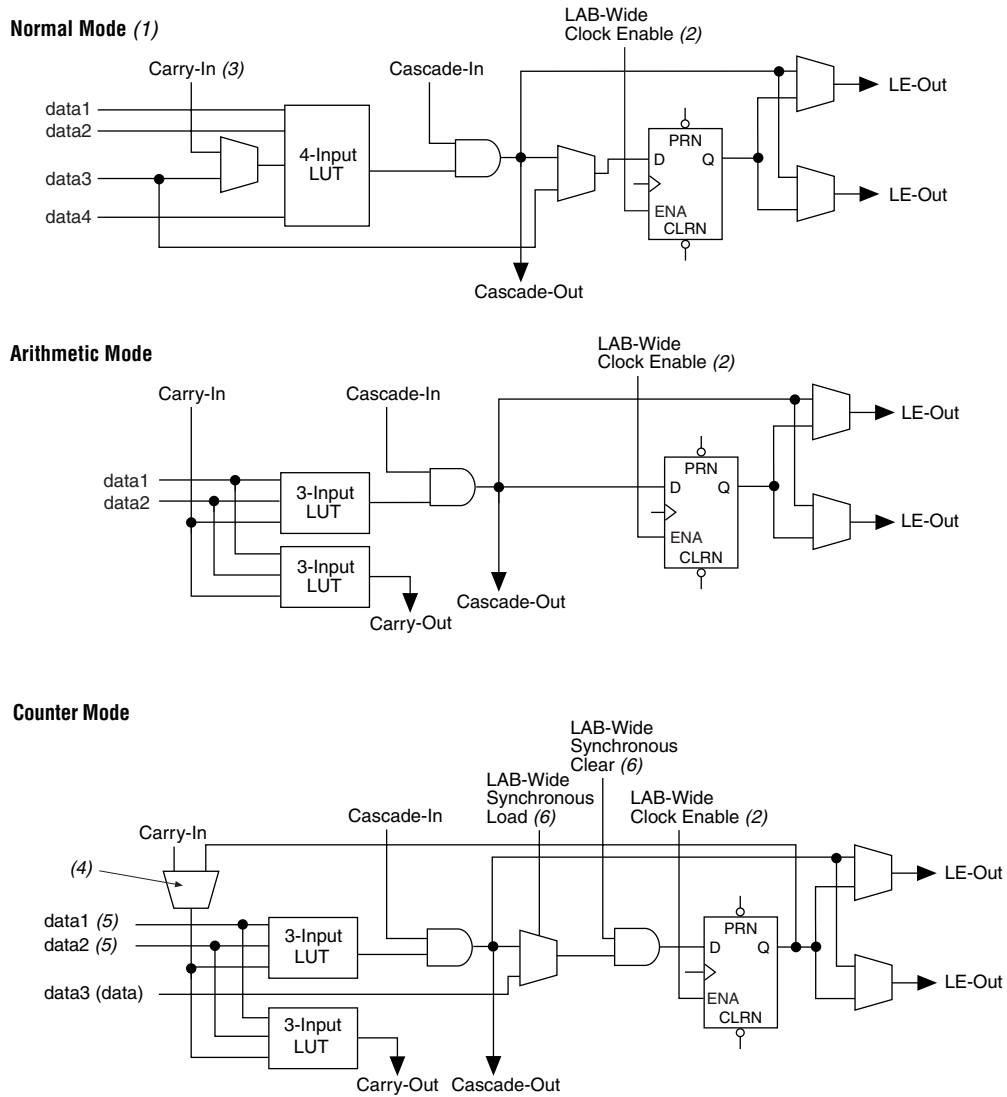 Normal Mode (1)
LAB-Wide
Clock Enable (2)
Carry-In (3)
Cascade-In
data1
data2
data3
data4
4-Input
LUT
PRN
D
Q
ENA
CLRN
LE-Out
LE-Out
Cascade-Out
Arithmetic Mode
LAB-Wide
Clock Enable (2)
Carry-In
Cascade-In
data1
data2
3-Input
LUT
3-Input
LUT
PRN
D
Q
ENA
CLRN
LE-Out
LE-Out
Cascade-Out
Carry-Out
Counter Mode
LAB-Wide
Synchronous
Clear (6)
LAB-Wide
Synchronous
Load (6)
LAB-Wide
Clock Enable (2)
Cascade-In
Carry-In
(4)
data1 (5)
data2 (5)
data3 (data)
3-Input
LUT
3-Input
LUT
PRN
D
Q
ENA
CLRN
LE-Out
LE-Out
Carry-Out
Cascade-Out